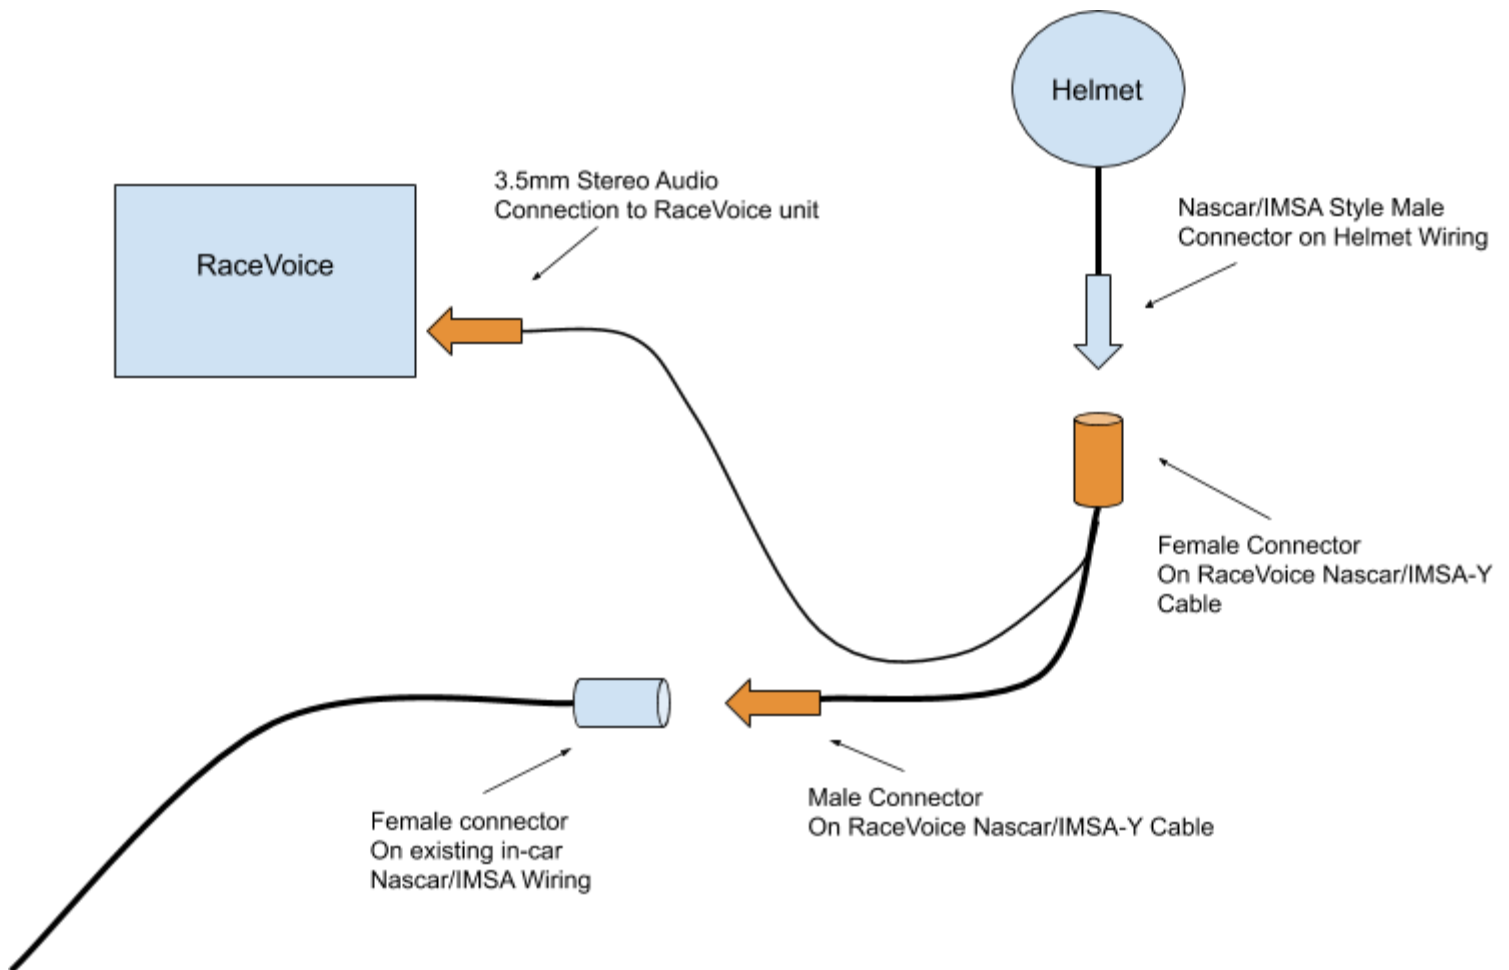 Helmet
3.5mm Stereo Audio
Connection to RaceVoice unit
Nascar/IMSA Style Male
Connector on Helmet Wiring
RaceVoice
Female Connector
On RaceVoice Nascar/IMSA-Y
Cable
Male Connector
On RaceVoice Nascar/IMSA-Y Cable
Female connector
On existing in-car
Nascar/IMSA Wiring